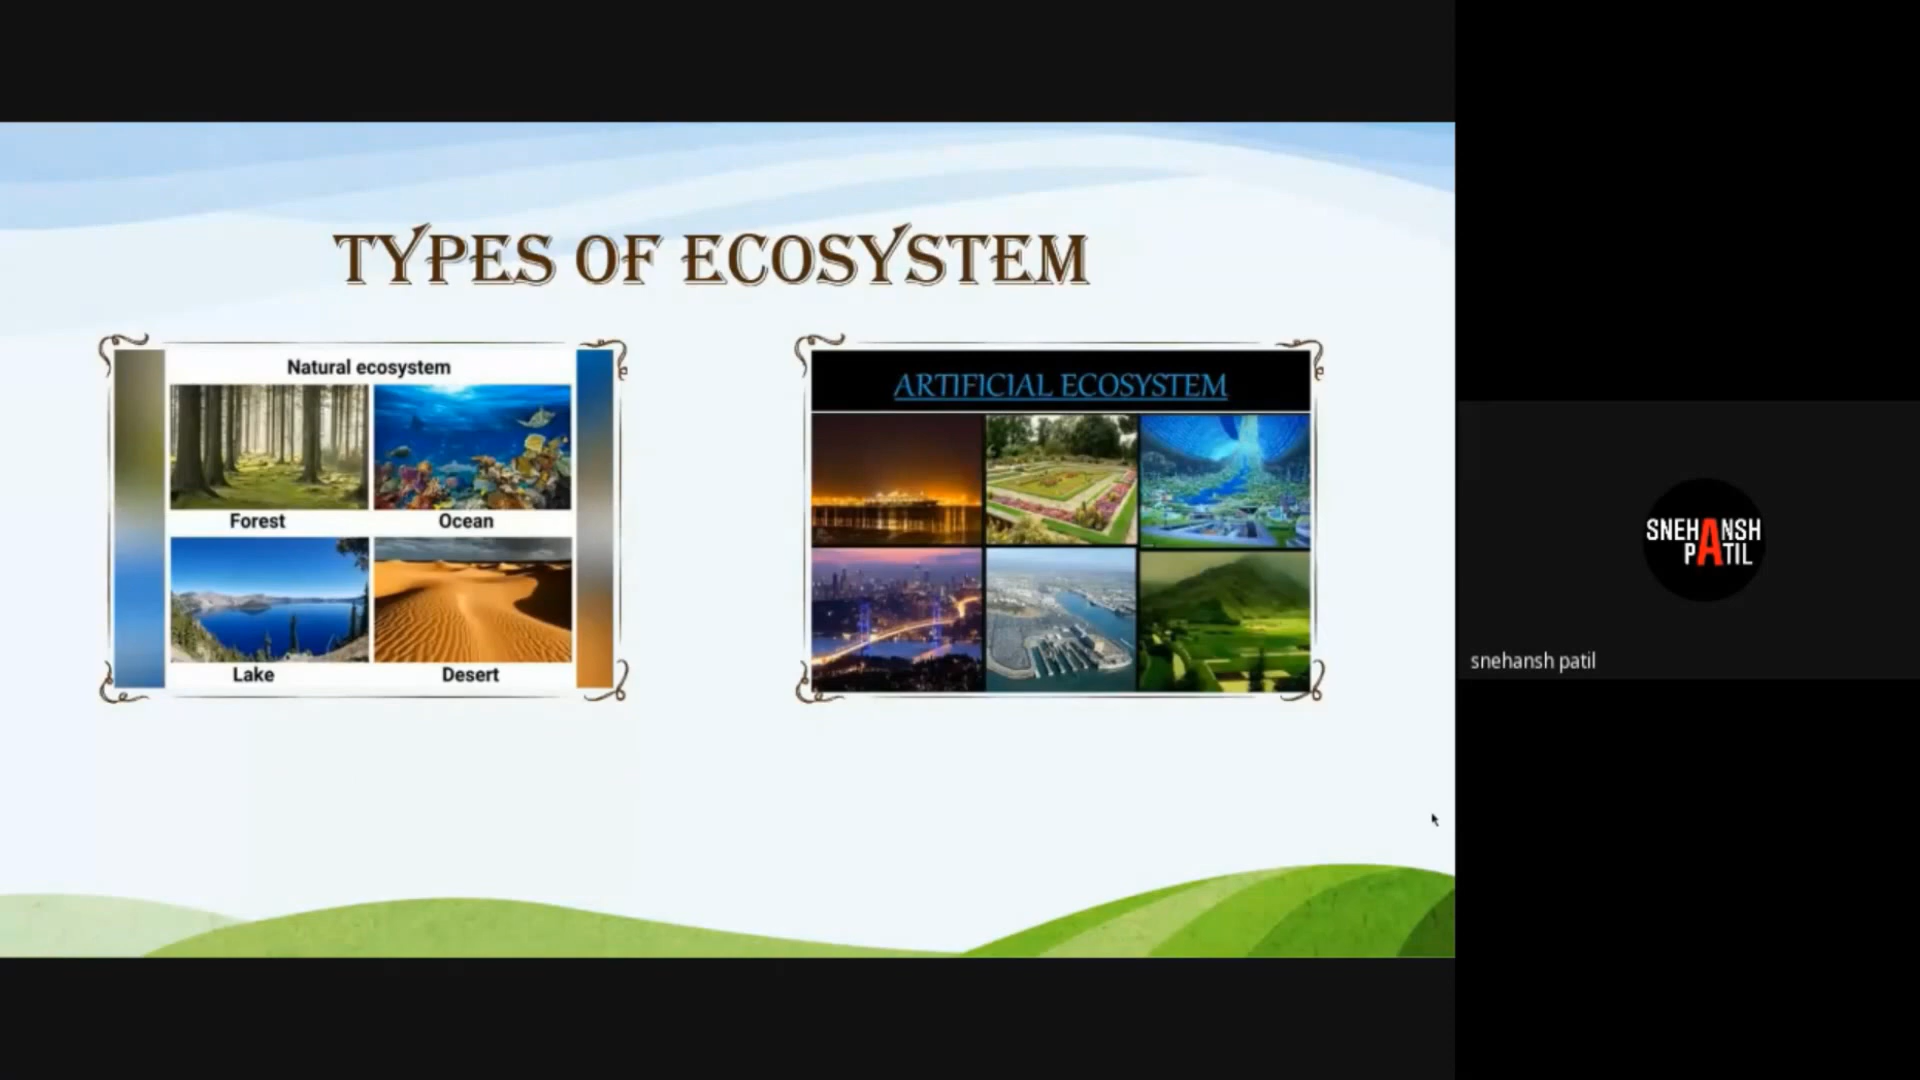 TYPES OF ECOSYSTEM
Natural ecosystem
Forest
Ocean
Lake
Desert
ARTIFICIAL ECOSYSTEM
SNEHANSH
PATIL
snehansh patil